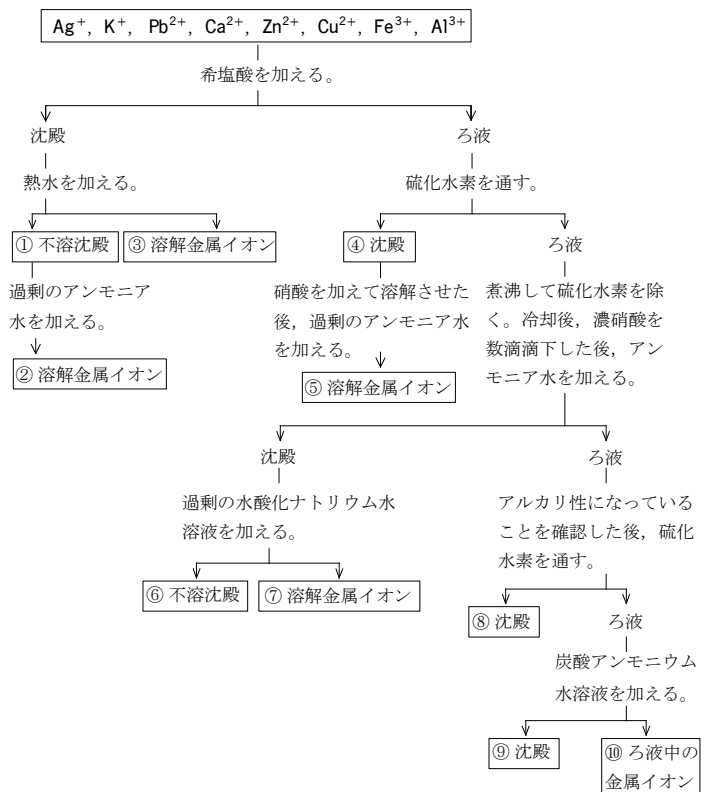 Ag⁺, K⁺, Pb²⁺, Ca²⁺, Zn²⁺, Cu²⁺, Fe³⁺, Al³⁺
希塩酸を加える。
沈殿
ろ液
熱水を加える。
硫化水素を通す。
① 不溶沈殿
③ 溶解金属イオン
④ 沈殿
ろ液
過剰のアンモニア
水を加える。
② 溶解金属イオン
硝酸を加えて溶解させた
後，過剰のアンモニア水
を加える。
⑤ 溶解金属イオン
煮沸して硫化水素を除
く。冷却後，濃硝酸を
数滴滴下した後，アン
モニア水を加える。
沈殿
ろ液
過剰の水酸化ナトリウム水
溶液を加える。
⑥ 不溶沈殿
⑦ 溶解金属イオン
アルカリ性になっている
ことを確認した後，硫化
水素を通す。
⑧ 沈殿
ろ液
炭酸アンモニウム
水溶液を加える。
⑨ 沈殿
⑩ ろ液中の
金属イオン